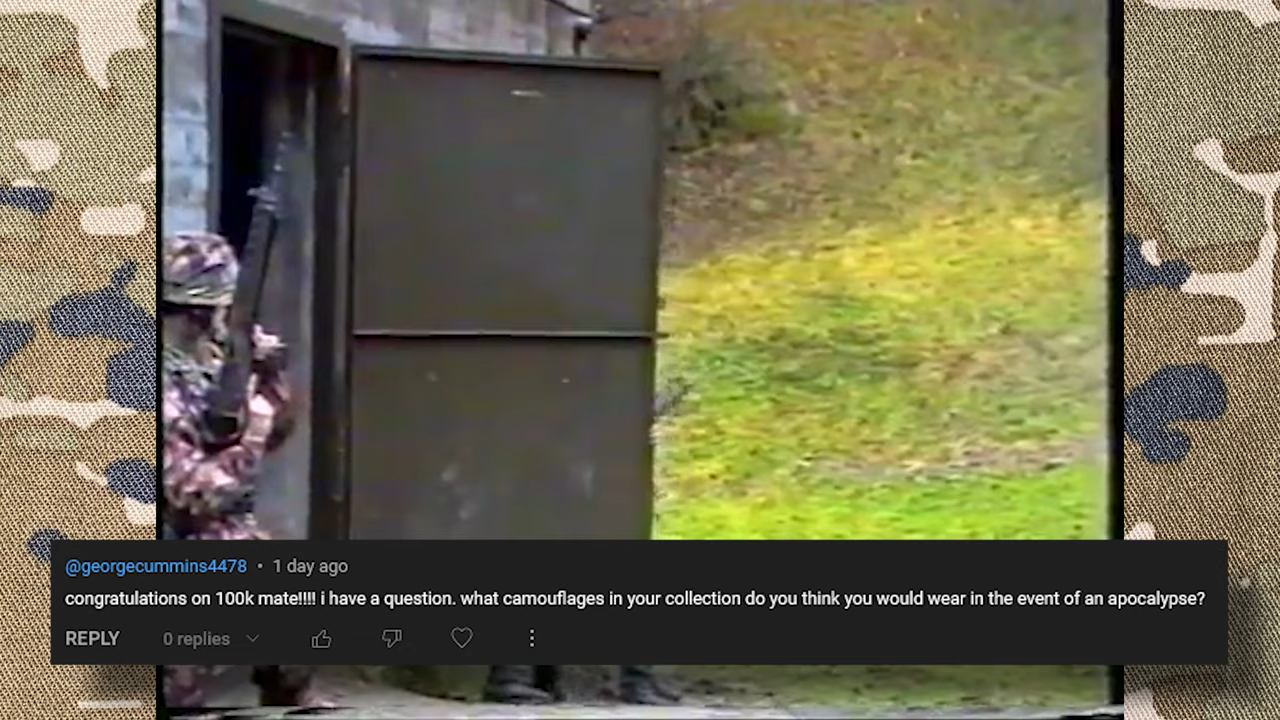 @georgecummins4478 • 1 day ago
congratulations on 100k mate!!!! i have a question. what camouflages in your collection do you think you would wear in the event of an apocalypse?
REPLY 0 replies